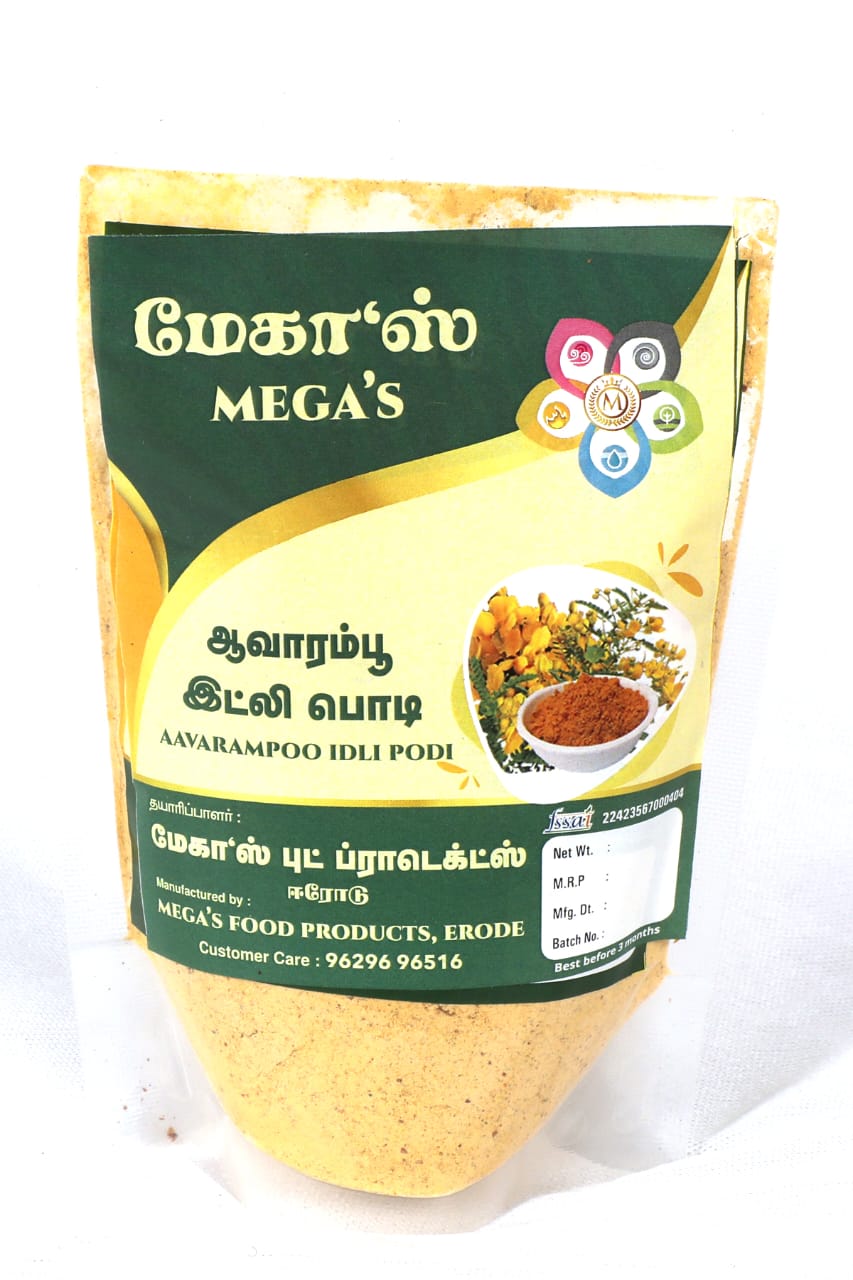 மேகா‘ஸ்
MEGA’S
M
ஆவாரம்பூ
இட்லி பொடி
AAVARAMPOO IDLI PODI
தயாரிப்பாளர் :
மேகா‘ஸ் புட் ப்ராடெக்ட்ஸ்
ஈரோடு
Manufactured by :
MEGA’S FOOD PRODUCTS, ERODE
Customer Care : 96296 96516
fssai 22423567000404
Net Wt. :
M.R.P :
Mfg. Dt. :
Batch No. :
Best before 3 months